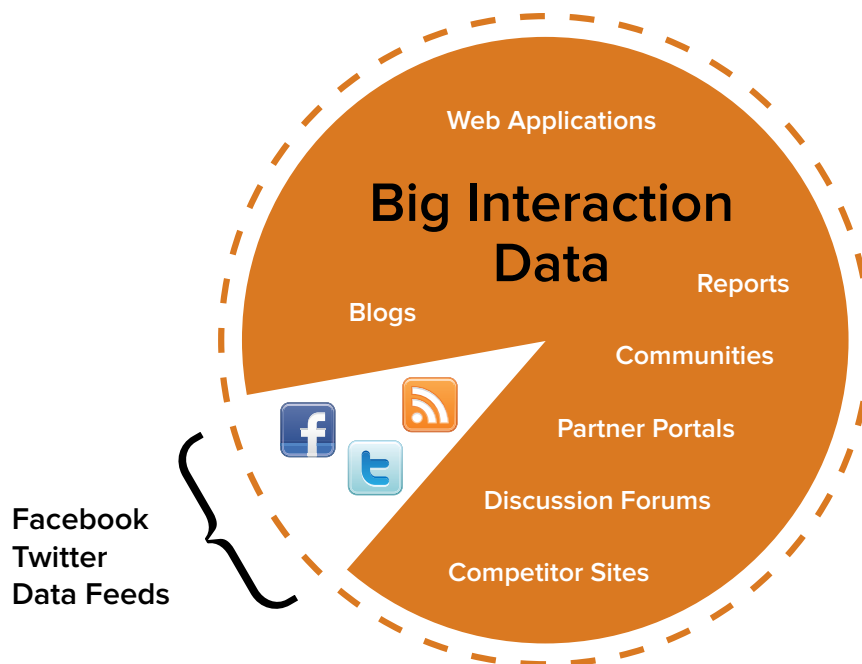 Web Applications
Big Interaction
Data
Reports
Blogs
Communities
Partner Portals
Discussion Forums
Competitor Sites
Facebook
Twitter
Data Feeds
f
t